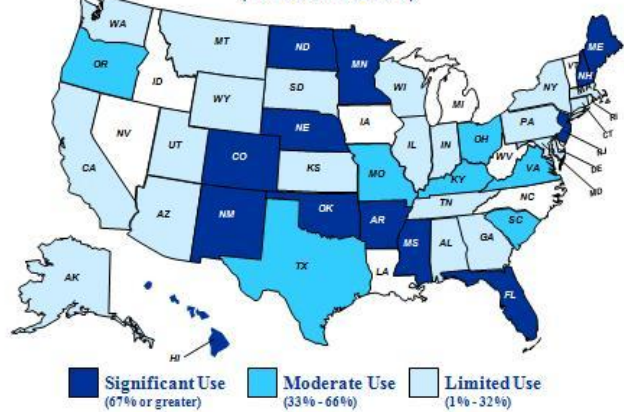 WA
MT
ND
MN
ME
OR
ID
WY
SD
WI
MI
NY
VT
NH
NV
UT
CO
NE
IA
IL
IN
OH
PA
RI
CT
NJ
DE
MD
CA
KS
MO
KY
WV
VA
AZ
NM
OK
AR
TN
NC
SC
TX
LA
MS
AL
GA
FL
AK
HI
Significant Use
(67% or greater)
Moderate Use
(33% - 66%)
Limited Use
(1% - 32%)